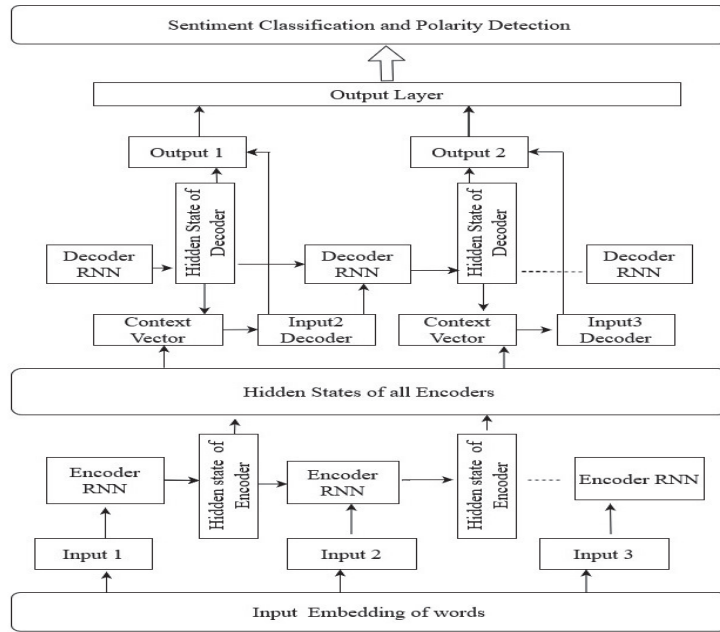 Sentiment Classification and Polarity Detection
Output Layer
Output 1
Output 2
Hidden State of
Decoder
Hidden State of
Decoder
Decoder
RNN
Decoder
RNN
Decoder
RNN
Context
Vector
Input2
Decoder
Context
Vector
Input3
Decoder
Hidden States of all Encoders
Encoder
RNN
Hidden state of
Encoder
Encoder
RNN
Hidden state of
Encoder
Encoder RNN
Input 1
Input 2
Input 3
Input Embedding of words